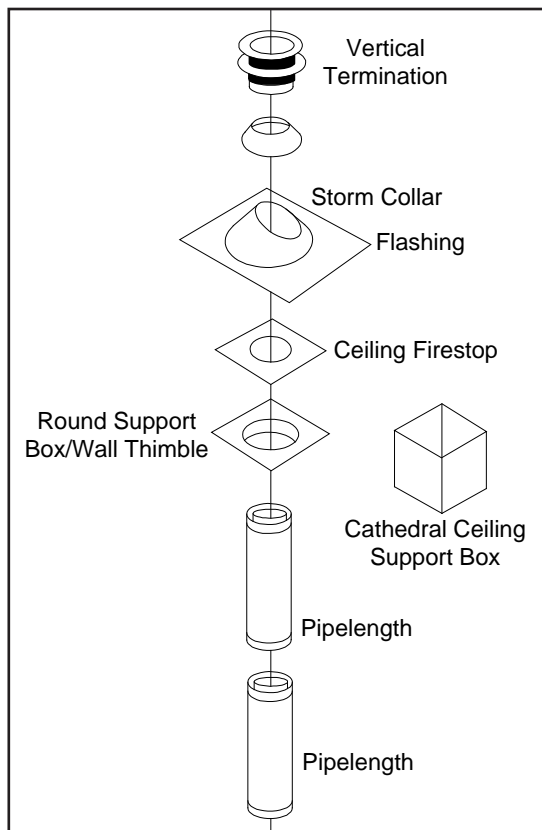 Vertical
Termination
Storm Collar
Flashing
Ceiling Firestop
Round Support
Box/Wall Thimble
Cathedral Ceiling
Support Box
Pipelength
Pipelength